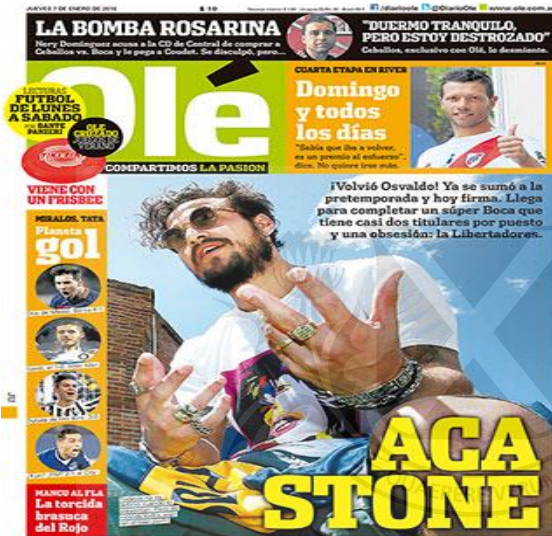 JUEVES 7 DE ENERO DE 2016
$ 10
/diarioole
@DiarioOle
www.ole.com.ar
LA BOMBA ROSARINA
Nery Domínguez acusa a la CD de Central de comprar a
Ceballos vs. Boca y le pega a Coudet. Se disculpó, pero...
"DUERMO TRANQUILO,
PERO ESTOY DESTROZADO"
Ceballos, exclusivo con Olé, lo desmiente.
LECTURAS
FUTBOL
DE LUNES
A SABADO
POR DANTE
PANZERI
OLE
CRUZADO
VERANO
Olé
COMPARTIMOS LA PASION
CUARTA ETAPA EN RIVER
Domingo
y todos
los días
"Sabía que iba a volver,
es un premio al esfuerzo",
dice. No quiere irse más.
VIENE CON
UN FRISBEE
MIRALOS, TATA
Planeta
gol
¡Volvió Osvaldo! Ya se sumó a la
pretemporada y hoy firma. Llega
para completar un súper Boca que
tiene casi dos titulares por puesto
y una obsesión: la Libertadores.
MANCU AL FLA
La torcida
brasuca
del Rojo
ACA
STONE